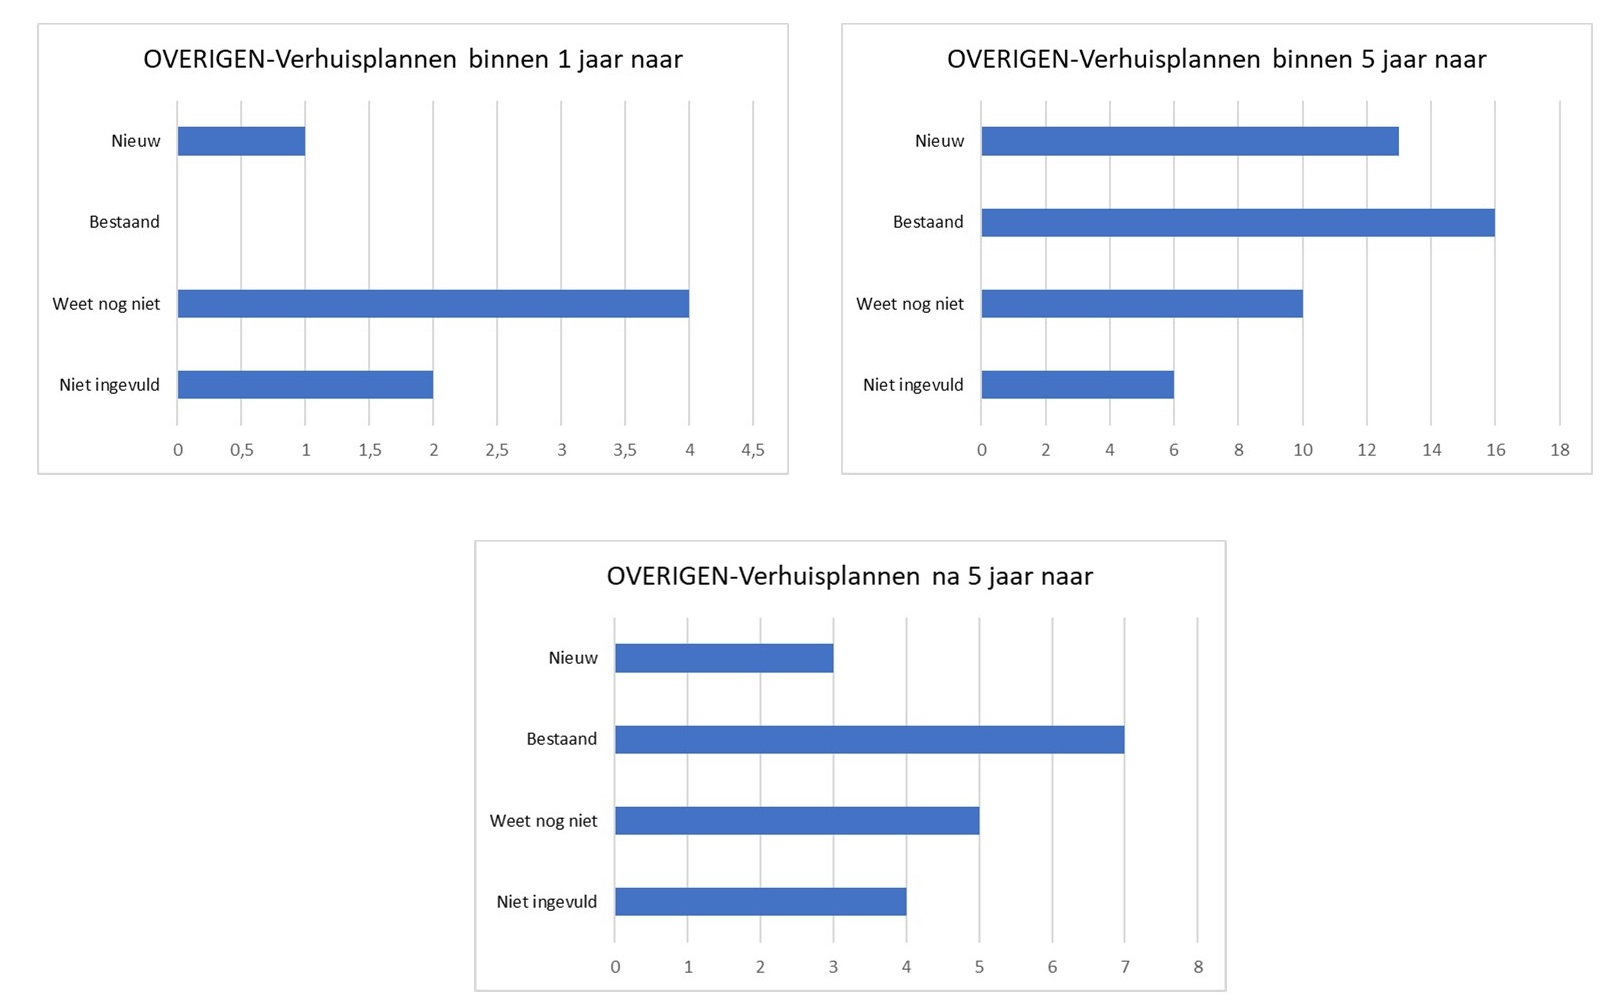 OVERIGEN-Verhuisplannen binnen 1 jaar naar
Nieuw
Bestaand
Weet nog niet
Niet ingevuld
0 0,5 1 1,5 2 2,5 3 3,5 4 4,5
OVERIGEN-Verhuisplannen binnen 5 jaar naar
Nieuw
Bestaand
Weet nog niet
Niet ingevuld
0 2 4 6 8 10 12 14 16 18
OVERIGEN-Verhuisplannen na 5 jaar naar
Nieuw
Bestaand
Weet nog niet
Niet ingevuld
0 1 2 3 4 5 6 7 8